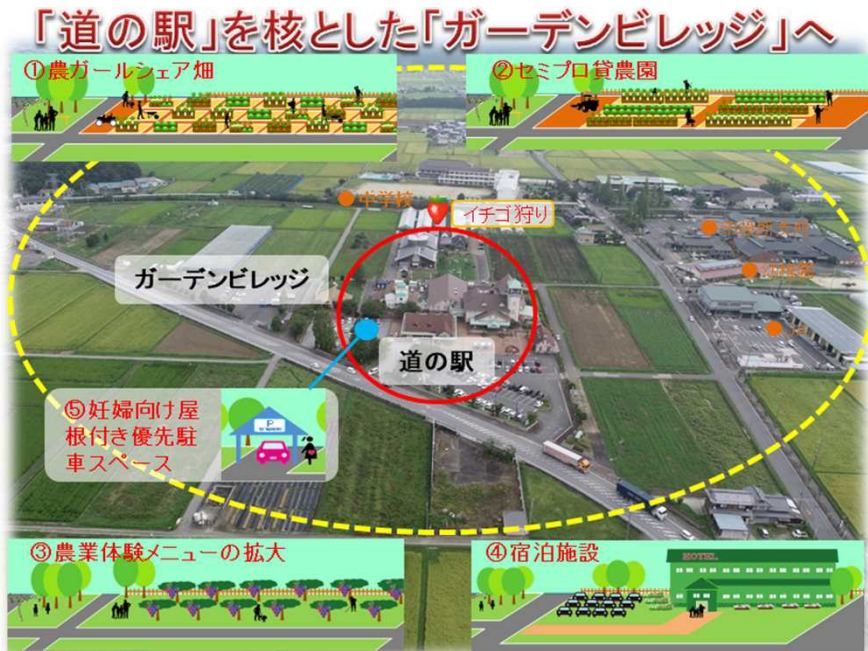 「道の駅」を核とした「ガーデンビレッジ」へ
①農ガールシェア畑
②セミプロ貸農園
中学校
イチゴ狩り
ガーデンビレッジ
道の駅
⑤妊婦向け屋
根付き優先駐
車スペース
P
③農業体験メニューの拡大
④宿泊施設
HOTEL